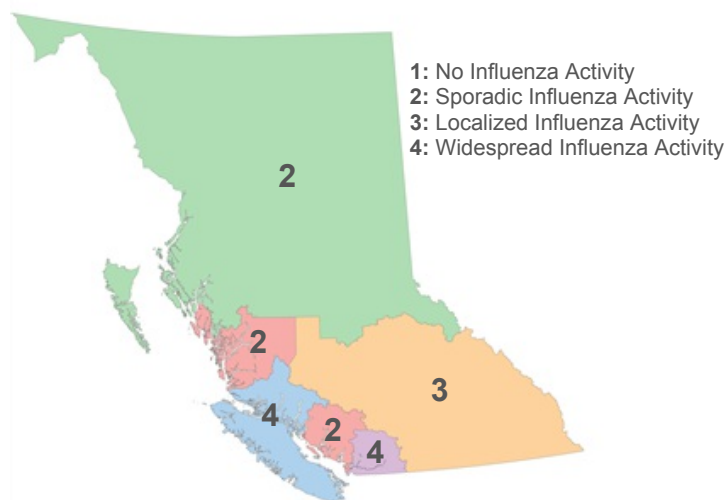 1: No Influenza Activity
2: Sporadic Influenza Activity
3: Localized Influenza Activity
4: Widespread Influenza Activity
2
2
3
4
2
4